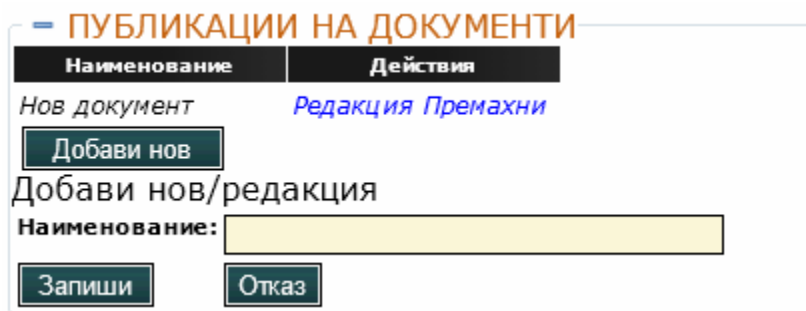 ПУБЛИКАЦИИ НА ДОКУМЕНТИ
Наименование Действия
Нов документ Редакция Премахни
Добави нов
Добави нов/редакция
Наименование:
Запиши Отказ